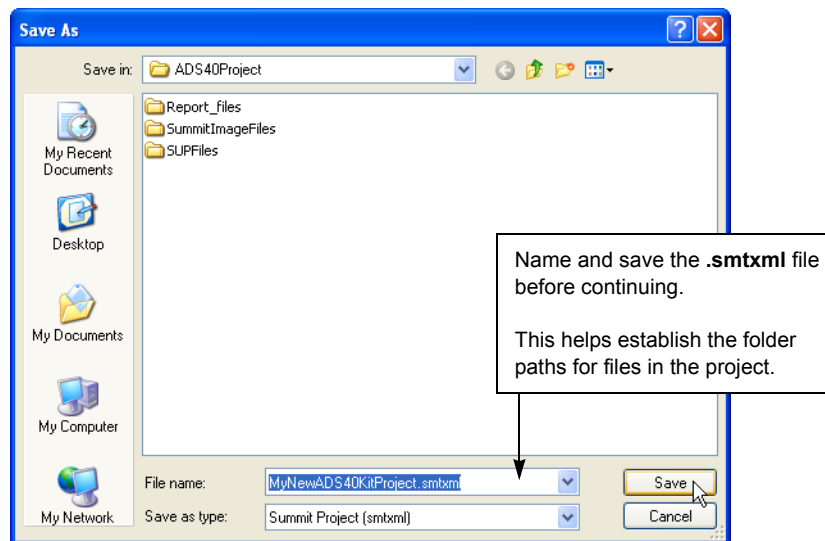 Save As
Save in:
ADS40Project
Report_files
SummitImageFiles
SUPFiles
My Recent
Documents
Desktop
My Documents
My Computer
My Network
Name and save the .smtxml file
before continuing.
This helps establish the folder
paths for files in the project.
File name:
MyNewADS40KitProject.smtxml
Save
Save as type:
Summit Project (smtxml)
Cancel